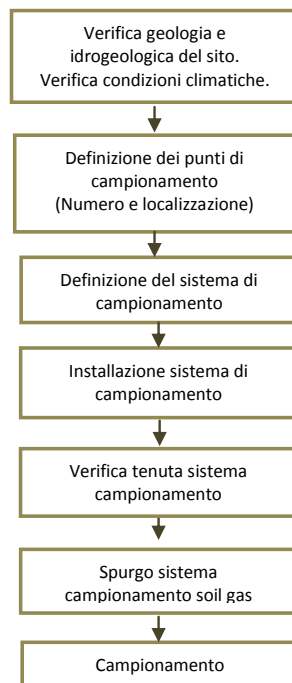 Verifica geologia e
idrogeologica del sito.
Verifica condizioni climatiche.
Definizione dei punti di
campionamento
(Numero e localizzazione)
Definizione del sistema di
campionamento
Installazione sistema di
campionamento
Verifica tenuta sistema
campionamento
Spurgo sistema
campionamento soil gas
Campionamento